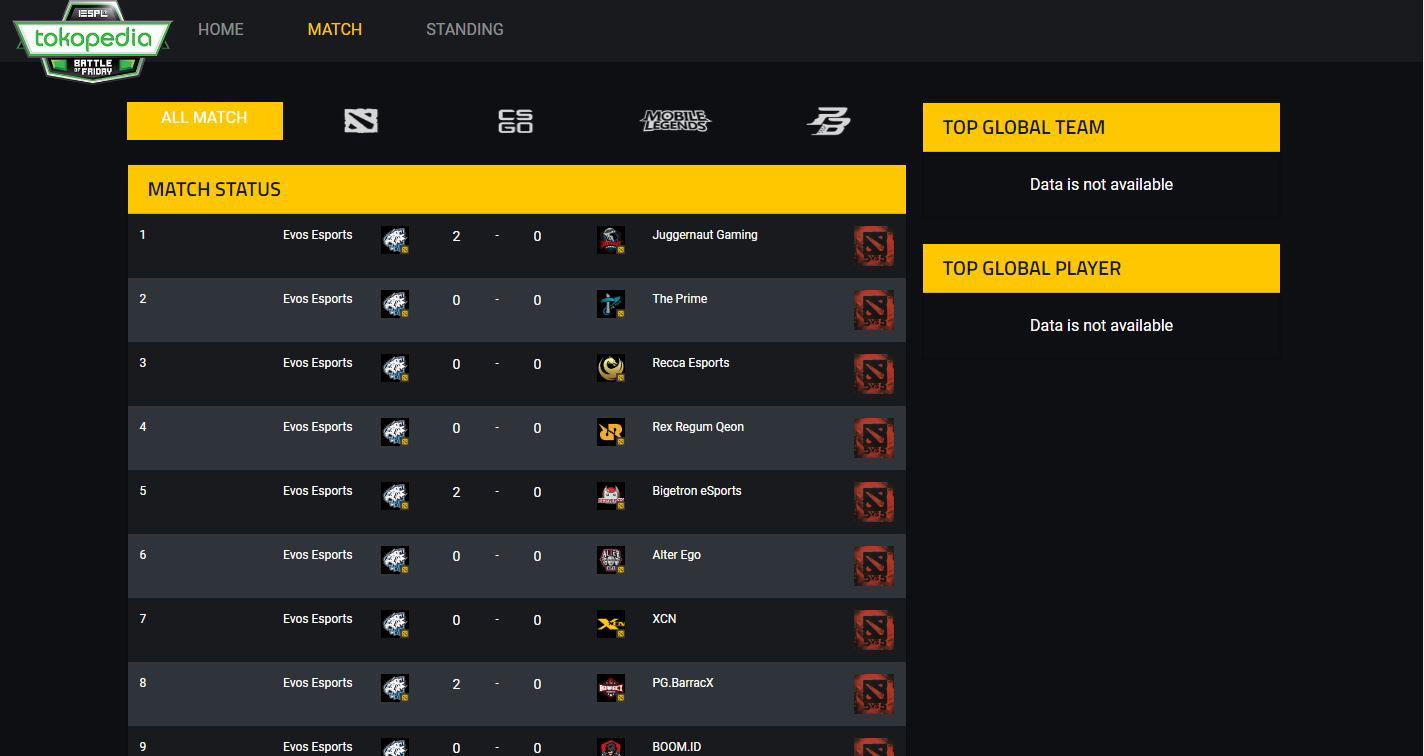 IESPL
tokopedia
BATTLE
OF FRIDAY
HOME MATCH STANDING
ALL MATCH
CS
GO
MOBILE
LEGENDS
PB
MATCH STATUS
1 Evos Esports 2 - 0 Juggernaut Gaming
2 Evos Esports 0 - 0 The Prime
3 Evos Esports 0 - 0 Recca Esports
4 Evos Esports 0 - 0 Rex Regum Qeon
5 Evos Esports 2 - 0 Bigetron eSports
6 Evos Esports 0 - 0 Alter Ego
7 Evos Esports 0 - 0 XCN
8 Evos Esports 2 - 0 PG.BarracX
9 Evos Esports 0 - 0 BOOM.ID
TOP GLOBAL TEAM
Data is not available
TOP GLOBAL PLAYER
Data is not available